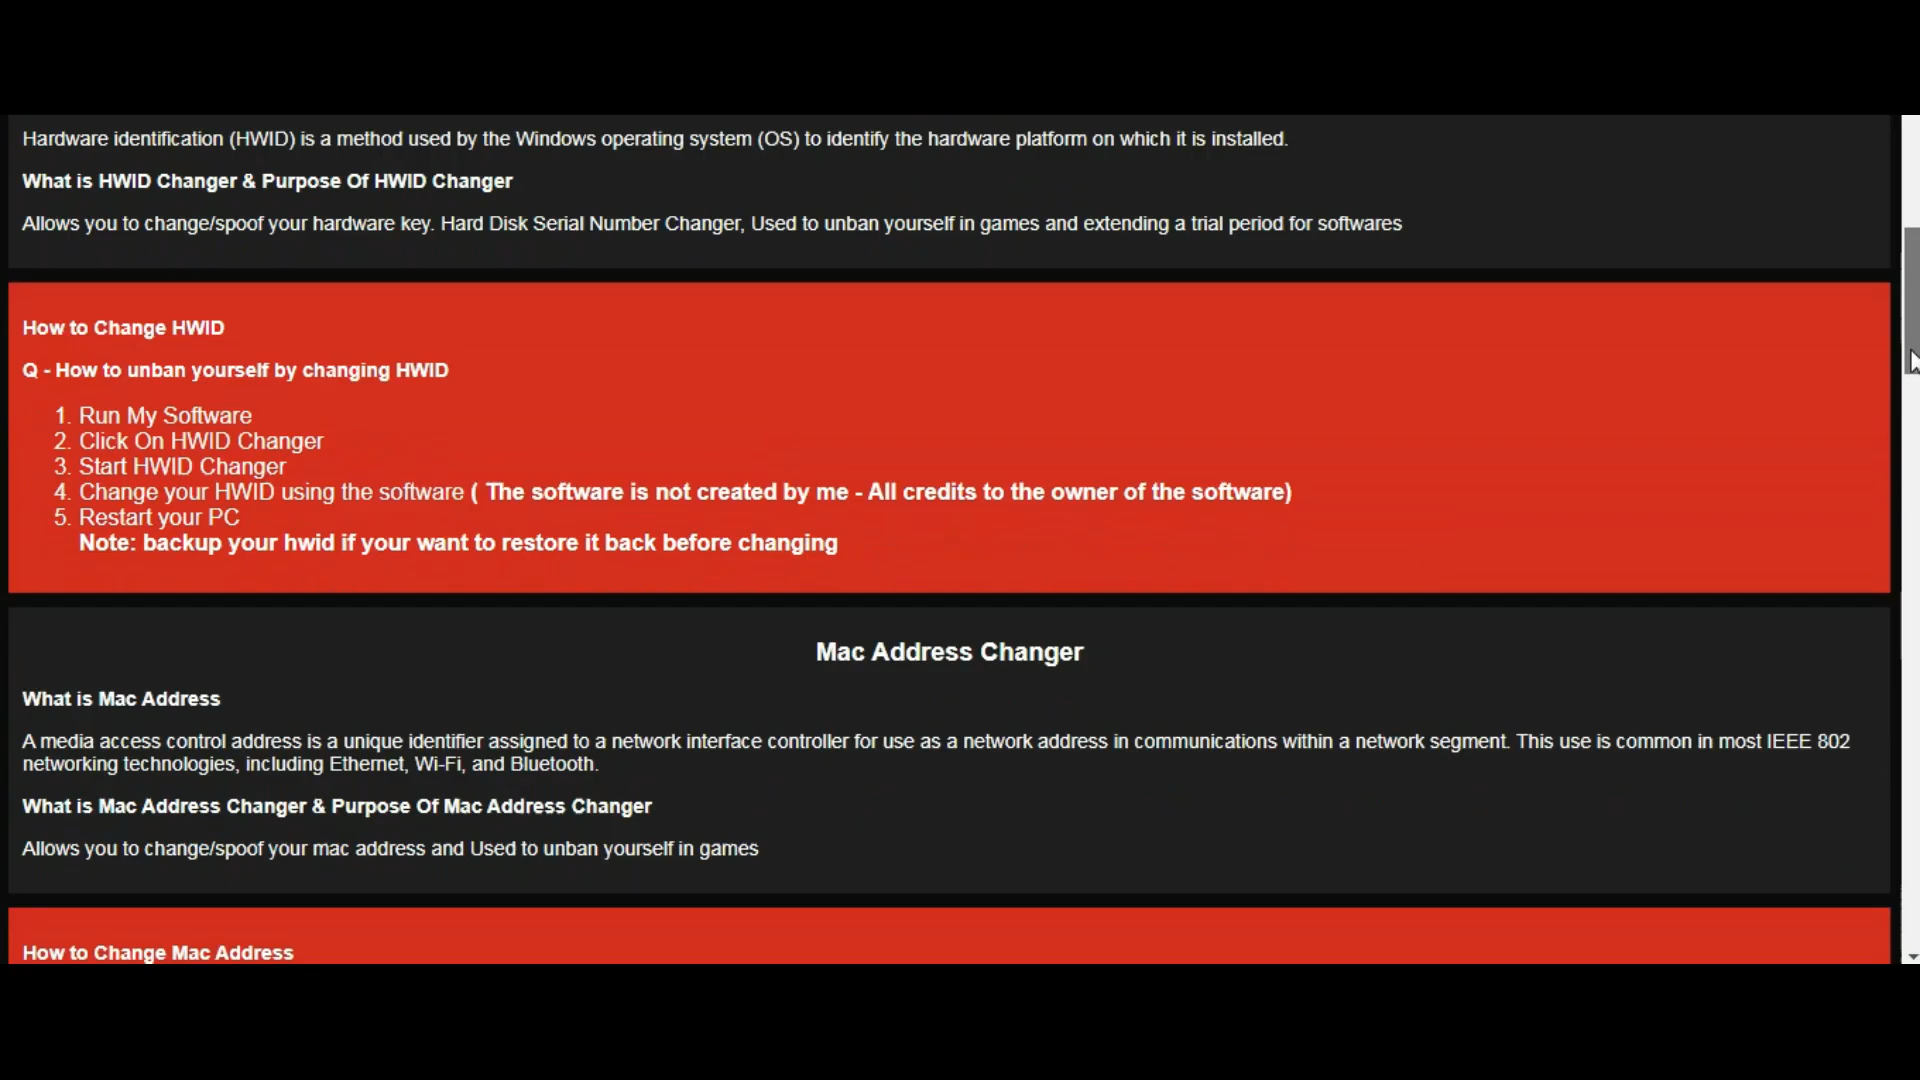 Hardware identification (HWID) is a method used by the Windows operating system (OS) to identify the hardware platform on which it is installed.
What is HWID Changer & Purpose Of HWID Changer
Allows you to change/spoof your hardware key. Hard Disk Serial Number Changer, Used to unban yourself in games and extending a trial period for softwares
How to Change HWID
Q - How to unban yourself by changing HWID
1. Run My Software
2. Click On HWID Changer
3. Start HWID Changer
4. Change your HWID using the software ( The software is not created by me - All credits to the owner of the software)
5. Restart your PC
Note: backup your hwid if your want to restore it back before changing
Mac Address Changer
What is Mac Address
A media access control address is a unique identifier assigned to a network interface controller for use as a network address in communications within a network segment. This use is common in most IEEE 802
networking technologies, including Ethernet, Wi-Fi, and Bluetooth.
What is Mac Address Changer & Purpose Of Mac Address Changer
Allows you to change/spoof your mac address and Used to unban yourself in games
How to Change Mac Address